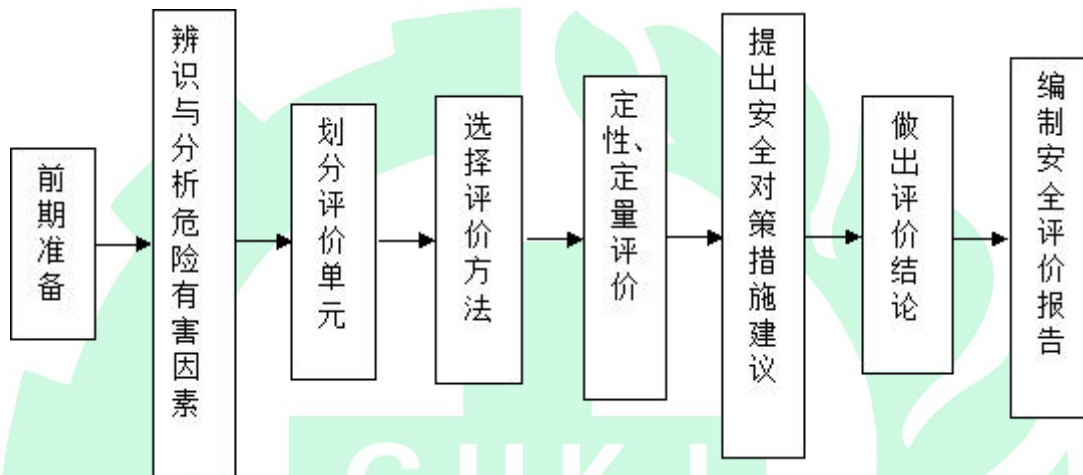 前期准备
辨识与分析危险有害因素
划分评价单元
选择评价方法
定性、定量评价
提出安全对策措施建议
做出评价结论
编制安全评价报告